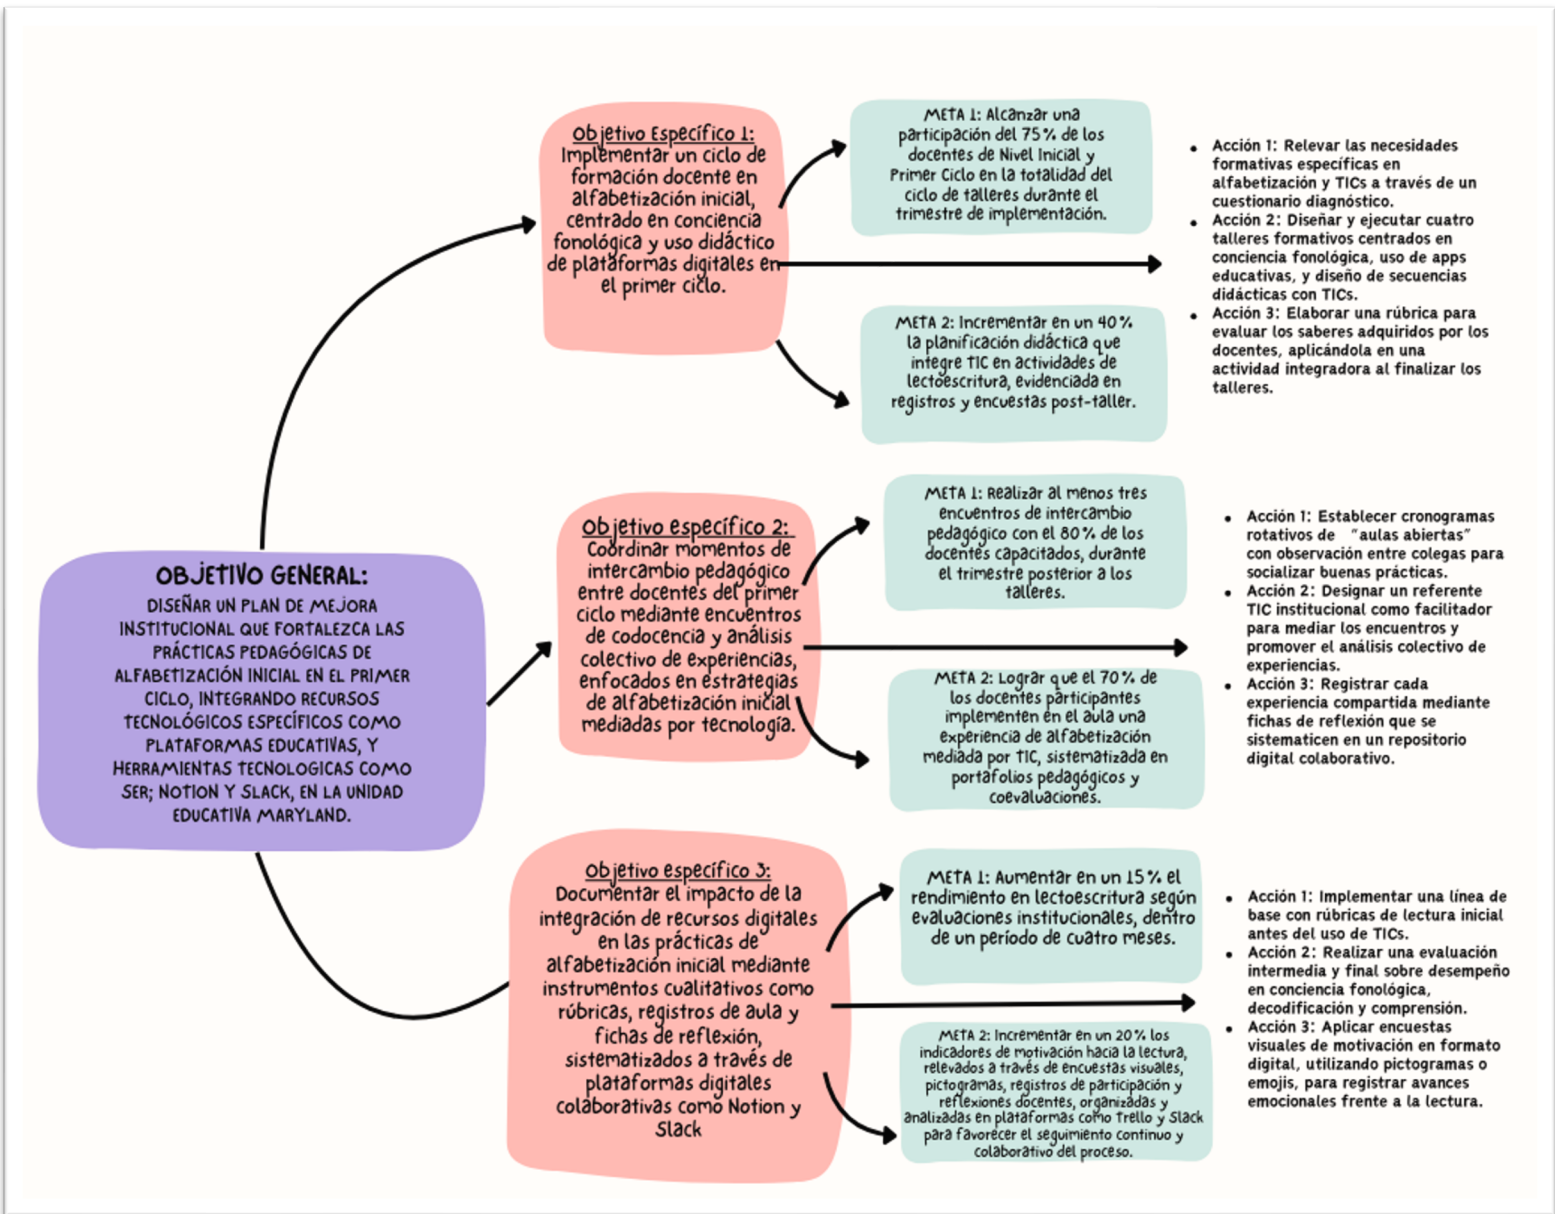 OBJETIVO GENERAL:
DISEÑAR UN PLAN DE MEJORA
INSTITUCIONAL QUE FORTALEZCA LAS
PRÁCTICAS PEDAGÓGICAS DE
ALFABETIZACIÓN INICIAL EN EL PRIMER
CICLO, INTEGRANDO RECURSOS
TECNOLÓGICOS ESPECÍFICOS COMO
PLATAFORMAS EDUCATIVAS, Y
HERRAMIENTAS TECNOLOGICAS COMO
SER; NOTION Y SLACK, EN LA UNIDAD
EDUCATIVA MARYLAND.
Objetivo Específico 1:
Implementar un ciclo de
formación docente en
alfabetización inicial,
centrado en conciencia
fonológica y uso didáctico
de plataformas digitales en
el primer ciclo.
META 1: Alcanzar una
participación del 75% de los
docentes de Nivel Inicial y
Primer Ciclo en la totalidad del
ciclo de talleres durante el
trimestre de implementación.
META 2: Incrementar en un 40%
la planificación didáctica que
integre TIC en actividades de
lectoescritura, evidenciada en
registros y encuestas post-taller.
• Acción 1: Relevar las necesidades
formativas específicas en
alfabetización y TICs a través de un
cuestionario diagnóstico.
• Acción 2: Diseñar y ejecutar cuatro
talleres formativos centrados en
conciencia fonológica, uso de apps
educativas, y diseño de secuencias
didácticas con TICs.
• Acción 3: Elaborar una rúbrica para
evaluar los saberes adquiridos por los
docentes, aplicándola en una
actividad integradora al finalizar los
talleres.
Objetivo específico 2:
Coordinar momentos de
intercambio pedagógico
entre docentes del primer
ciclo mediante encuentros
de codocencia y análisis
colectivo de experiencias,
enfocados en estrategias
de alfabetización inicial
mediadas por tecnología.
META 1: Realizar al menos tres
encuentros de intercambio
pedagógico con el 80% de los
docentes capacitados, durante
el trimestre posterior a los
talleres.
META 2: Lograr que el 70% de
los docentes participantes
implementen en el aula una
experiencia de alfabetización
mediada por TIC, sistematizada en
portafolios pedagógicos y
coevaluaciones.
• Acción 1: Establecer cronogramas
rotativos de "aulas abiertas"
con observación entre colegas para
socializar buenas prácticas.
• Acción 2: Designar un referente
TIC institucional como facilitador
para mediar los encuentros y
promover el análisis colectivo de
experiencias.
• Acción 3: Registrar cada
experiencia compartida mediante
fichas de reflexión que se
sistematicen en un repositorio
digital colaborativo.
Objetivo específico 3:
Documentar el impacto de la
integración de recursos digitales
en las prácticas de
alfabetización inicial mediante
instrumentos cualitativos como
rúbricas, registros de aula y
fichas de reflexión,
sistematizados a través de
plataformas digitales
colaborativas como Notion y
Slack
META 1: Aumentar en un 15% el
rendimiento en lectoescritura según
evaluaciones institucionales, dentro
de un período de cuatro meses.
META 2: Incrementar en un 20% los
indicadores de motivación hacia la lectura,
relevados a través de encuestas visuales,
pictogramas, registros de participación y
reflexiones docentes, organizadas y
analizadas en plataformas como Trello y Slack
para favorecer el seguimiento continuo y
colaborativo del proceso.
• Acción 1: Implementar una línea de
base con rúbricas de lectura inicial
antes del uso de TICs.
• Acción 2: Realizar una evaluación
intermedia y final sobre desempeño
en conciencia fonológica,
decodificación y comprensión.
• Acción 3: Aplicar encuestas
visuales de motivación en formato
digital, utilizando pictogramas o
emojis, para registrar avances
emocionales frente a la lectura.